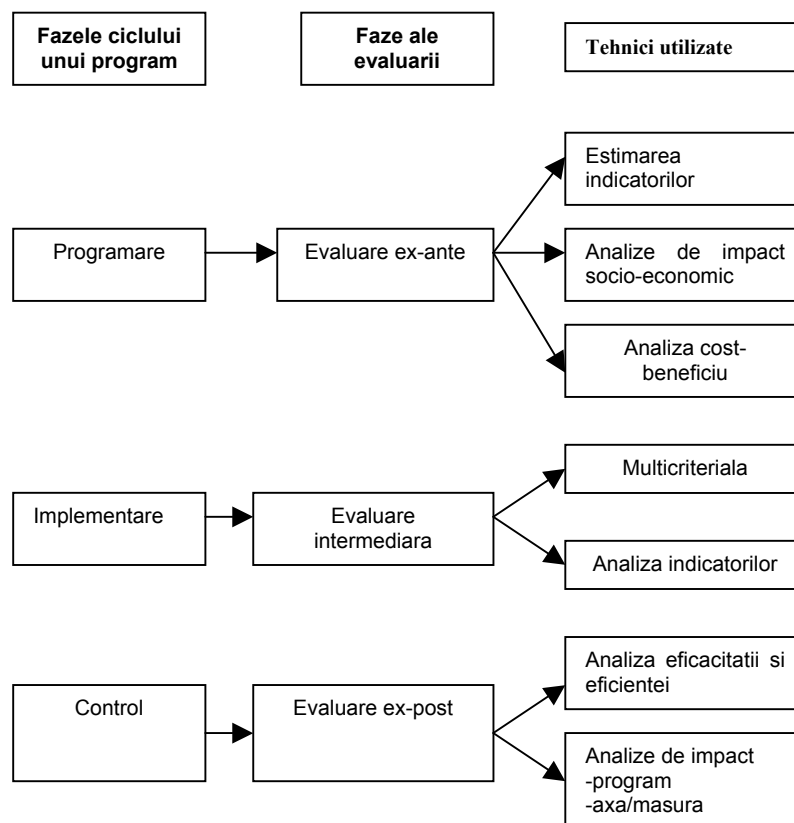 Fazele ciclului
unui program
Faze ale
evaluarii
Tehnici utilizate
Estimarea
indicatorilor
Programare
Evaluare ex-ante
Analize de impact
socio-economic
Analiza cost-
beneficiu
Multicriteriala
Implementare
Evaluare
intermediara
Analiza indicatorilor
Analiza eficacitatii si
eficientei
Control
Evaluare ex-post
Analize de impact
-program
-axa/masura